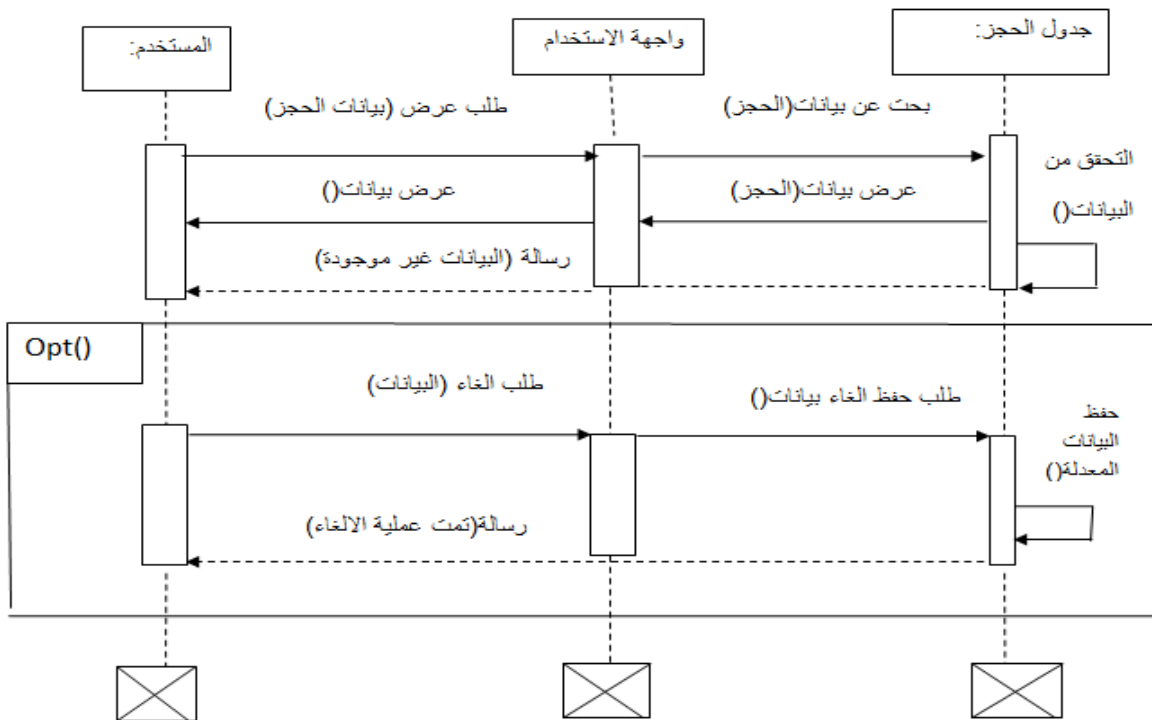 المستخدم:
واجهة الاستخدام
جدول الحجز:
طلب عرض (بيانات الحجز)
بحت عن بيانات(الحجز)
التحقق من
البيانات()
عرض بيانات()
عرض بيانات(الحجز)
رسالة (البيانات غير موجودة)
Opt()
طلب الغاء (البيانات)
طلب حفظ الغاء بيانات()
حفظ
البيانات
المعدلة()
رسالة(تمت عملية الالغاء)